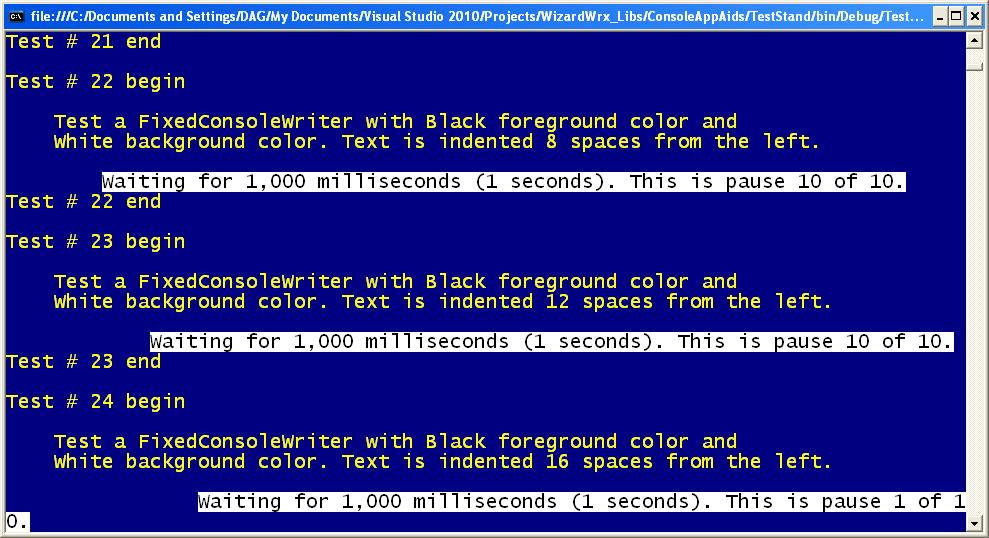 file:///C:/Documents and Settings/DAG/My Documents/Visual Studio 2010/Projects/WizardWrx_Libs/ConsoleAppAids/TestStand/bin/Debug/Test...
Test # 21 end
Test # 22 begin
Test a FixedConsoleWriter with Black foreground color and
White background color. Text is indented 8 spaces from the left.
Waiting for 1,000 milliseconds (1 seconds). This is pause 10 of 10.
Test # 22 end
Test # 23 begin
Test a FixedConsoleWriter with Black foreground color and
White background color. Text is indented 12 spaces from the left.
Waiting for 1,000 milliseconds (1 seconds). This is pause 10 of 10.
Test # 23 end
Test # 24 begin
Test a FixedConsoleWriter with Black foreground color and
White background color. Text is indented 16 spaces from the left.
Waiting for 1,000 milliseconds (1 seconds). This is pause 1 of 1
0.